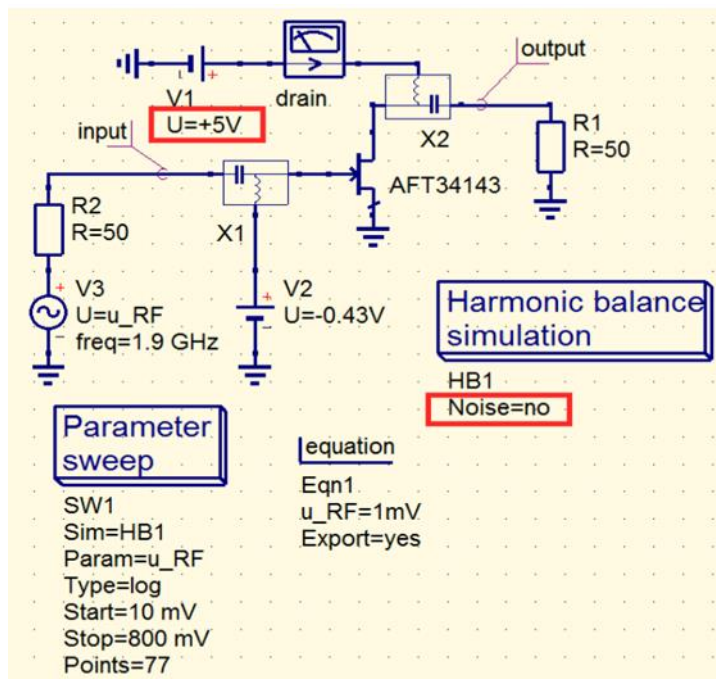 output
V1
U=+5V
drain
input
X2
R1
R=50
AFT34143
R2
R=50
X1
V3
U=u_RF
freq=1.9 GHz
V2
U=-0.43V
Harmonic balance
simulation
HB1
Noise=no
Parameter
sweep
SW1
Sim=HB1
Param=u_RF
Type=log
Start=10 mV
Stop=800 mV
Points=77
equation
Eqn1
u_RF=1mV
Export=yes